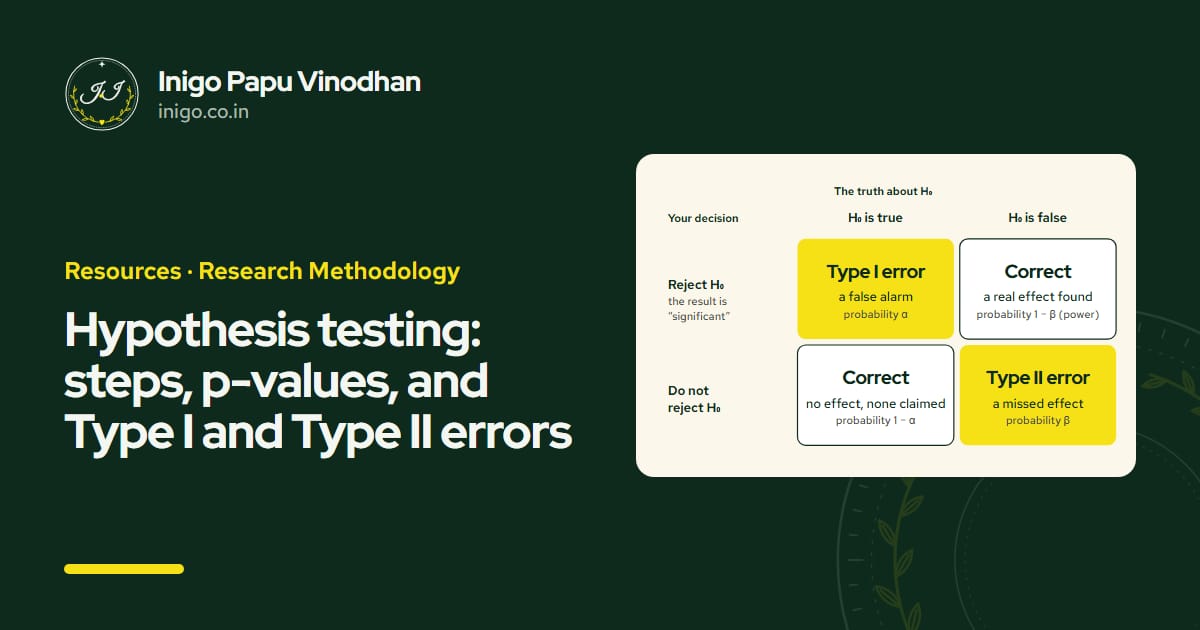 Inigo Papu Vinodhan
inigo.co.in
Resources · Research Methodology
Hypothesis testing:
steps, p-values, and
Type I and Type II errors
The truth about H₀
Your decision
H₀ is true
H₀ is false
Reject H₀
the result is
“significant”
Type I error
a false alarm
probability α
Correct
a real effect found
probability 1 − β (power)
Do not
reject H₀
Correct
no effect, none claimed
probability 1 − α
Type II error
a missed effect
probability β